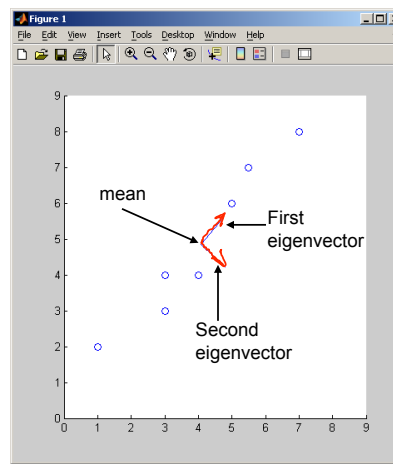 Figure 1
File Edit View Insert Tools Desktop Window Help
9
8
7
6
5
4
3
2
1
0
mean
First
eigenvector
Second
eigenvector
0 1 2 3 4 5 6 7 8 9